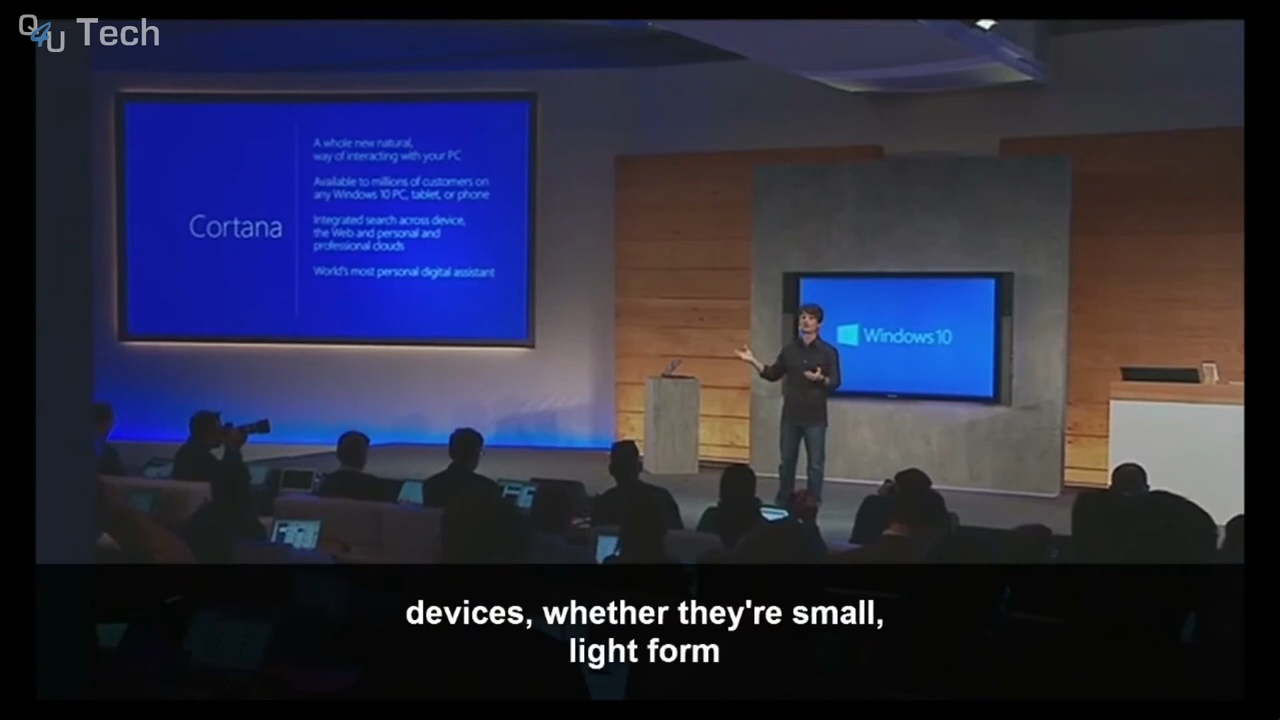 Q4U Tech
Cortana
A whole new natural,
way of interacting with your PC
Available to millions of customers on
any Windows 10 PC, tablet, or phone
Integrated search across device,
the Web and personal and
professional clouds
World's most personal digital assistant
Windows 10
devices, whether they're small,
light form